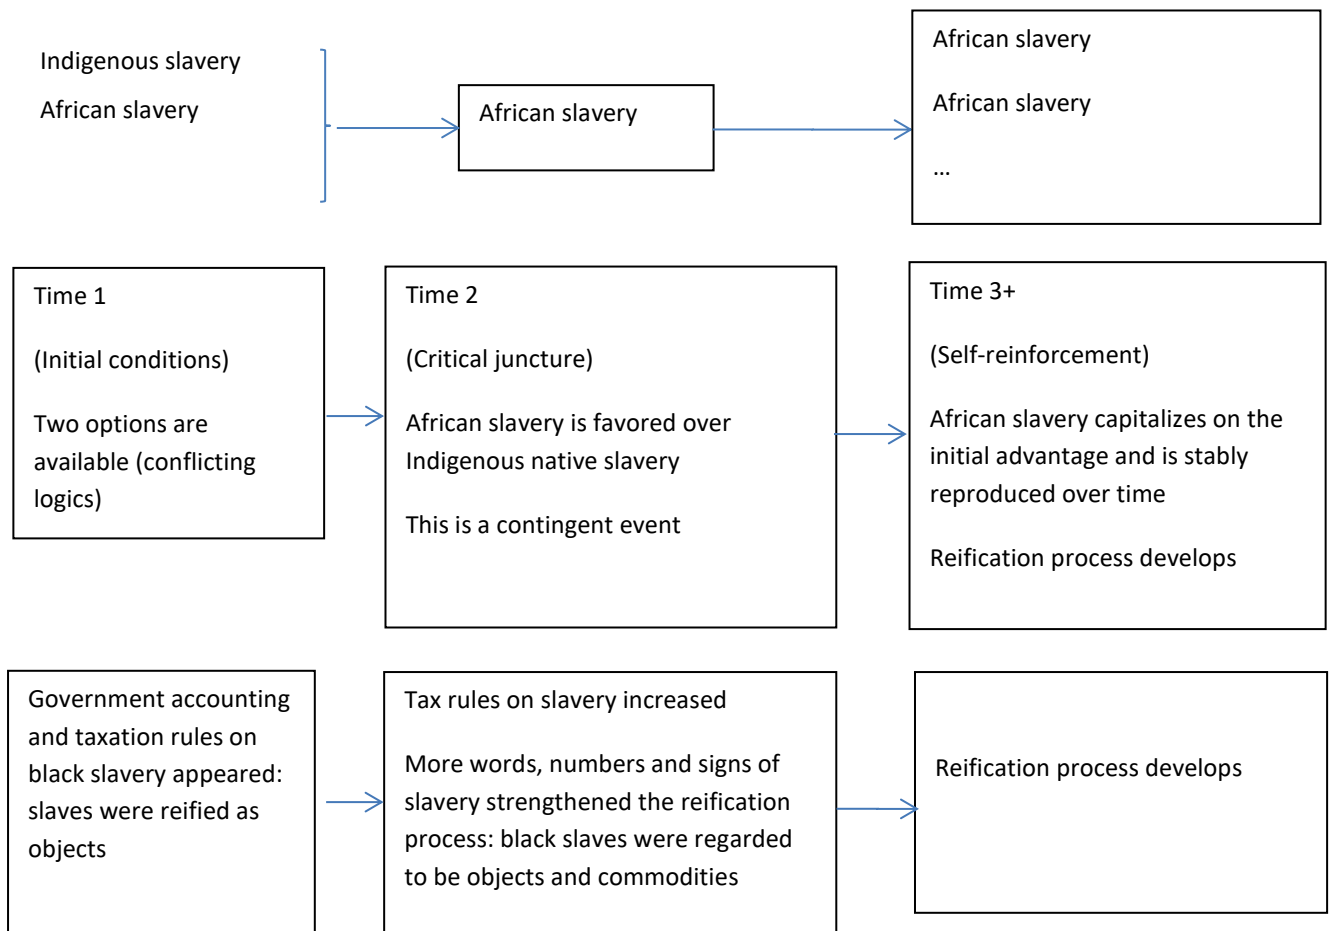 Indigenous slavery
African slavery
African slavery
African slavery
African slavery
...
Time 1
(Initial conditions)
Two options are
available (conflicting
logics)
Time 2
(Critical juncture)
African slavery is favored over
Indigenous native slavery
This is a contingent event
Time 3+
(Self-reinforcement)
African slavery capitalizes on the
initial advantage and is stably
reproduced over time
Reification process develops
Government accounting
and taxation rules on
black slavery appeared:
slaves were reified as
objects
Tax rules on slavery increased
More words, numbers and signs of
slavery strengthened the reification
process: black slaves were regarded
to be objects and commodities
Reification process develops